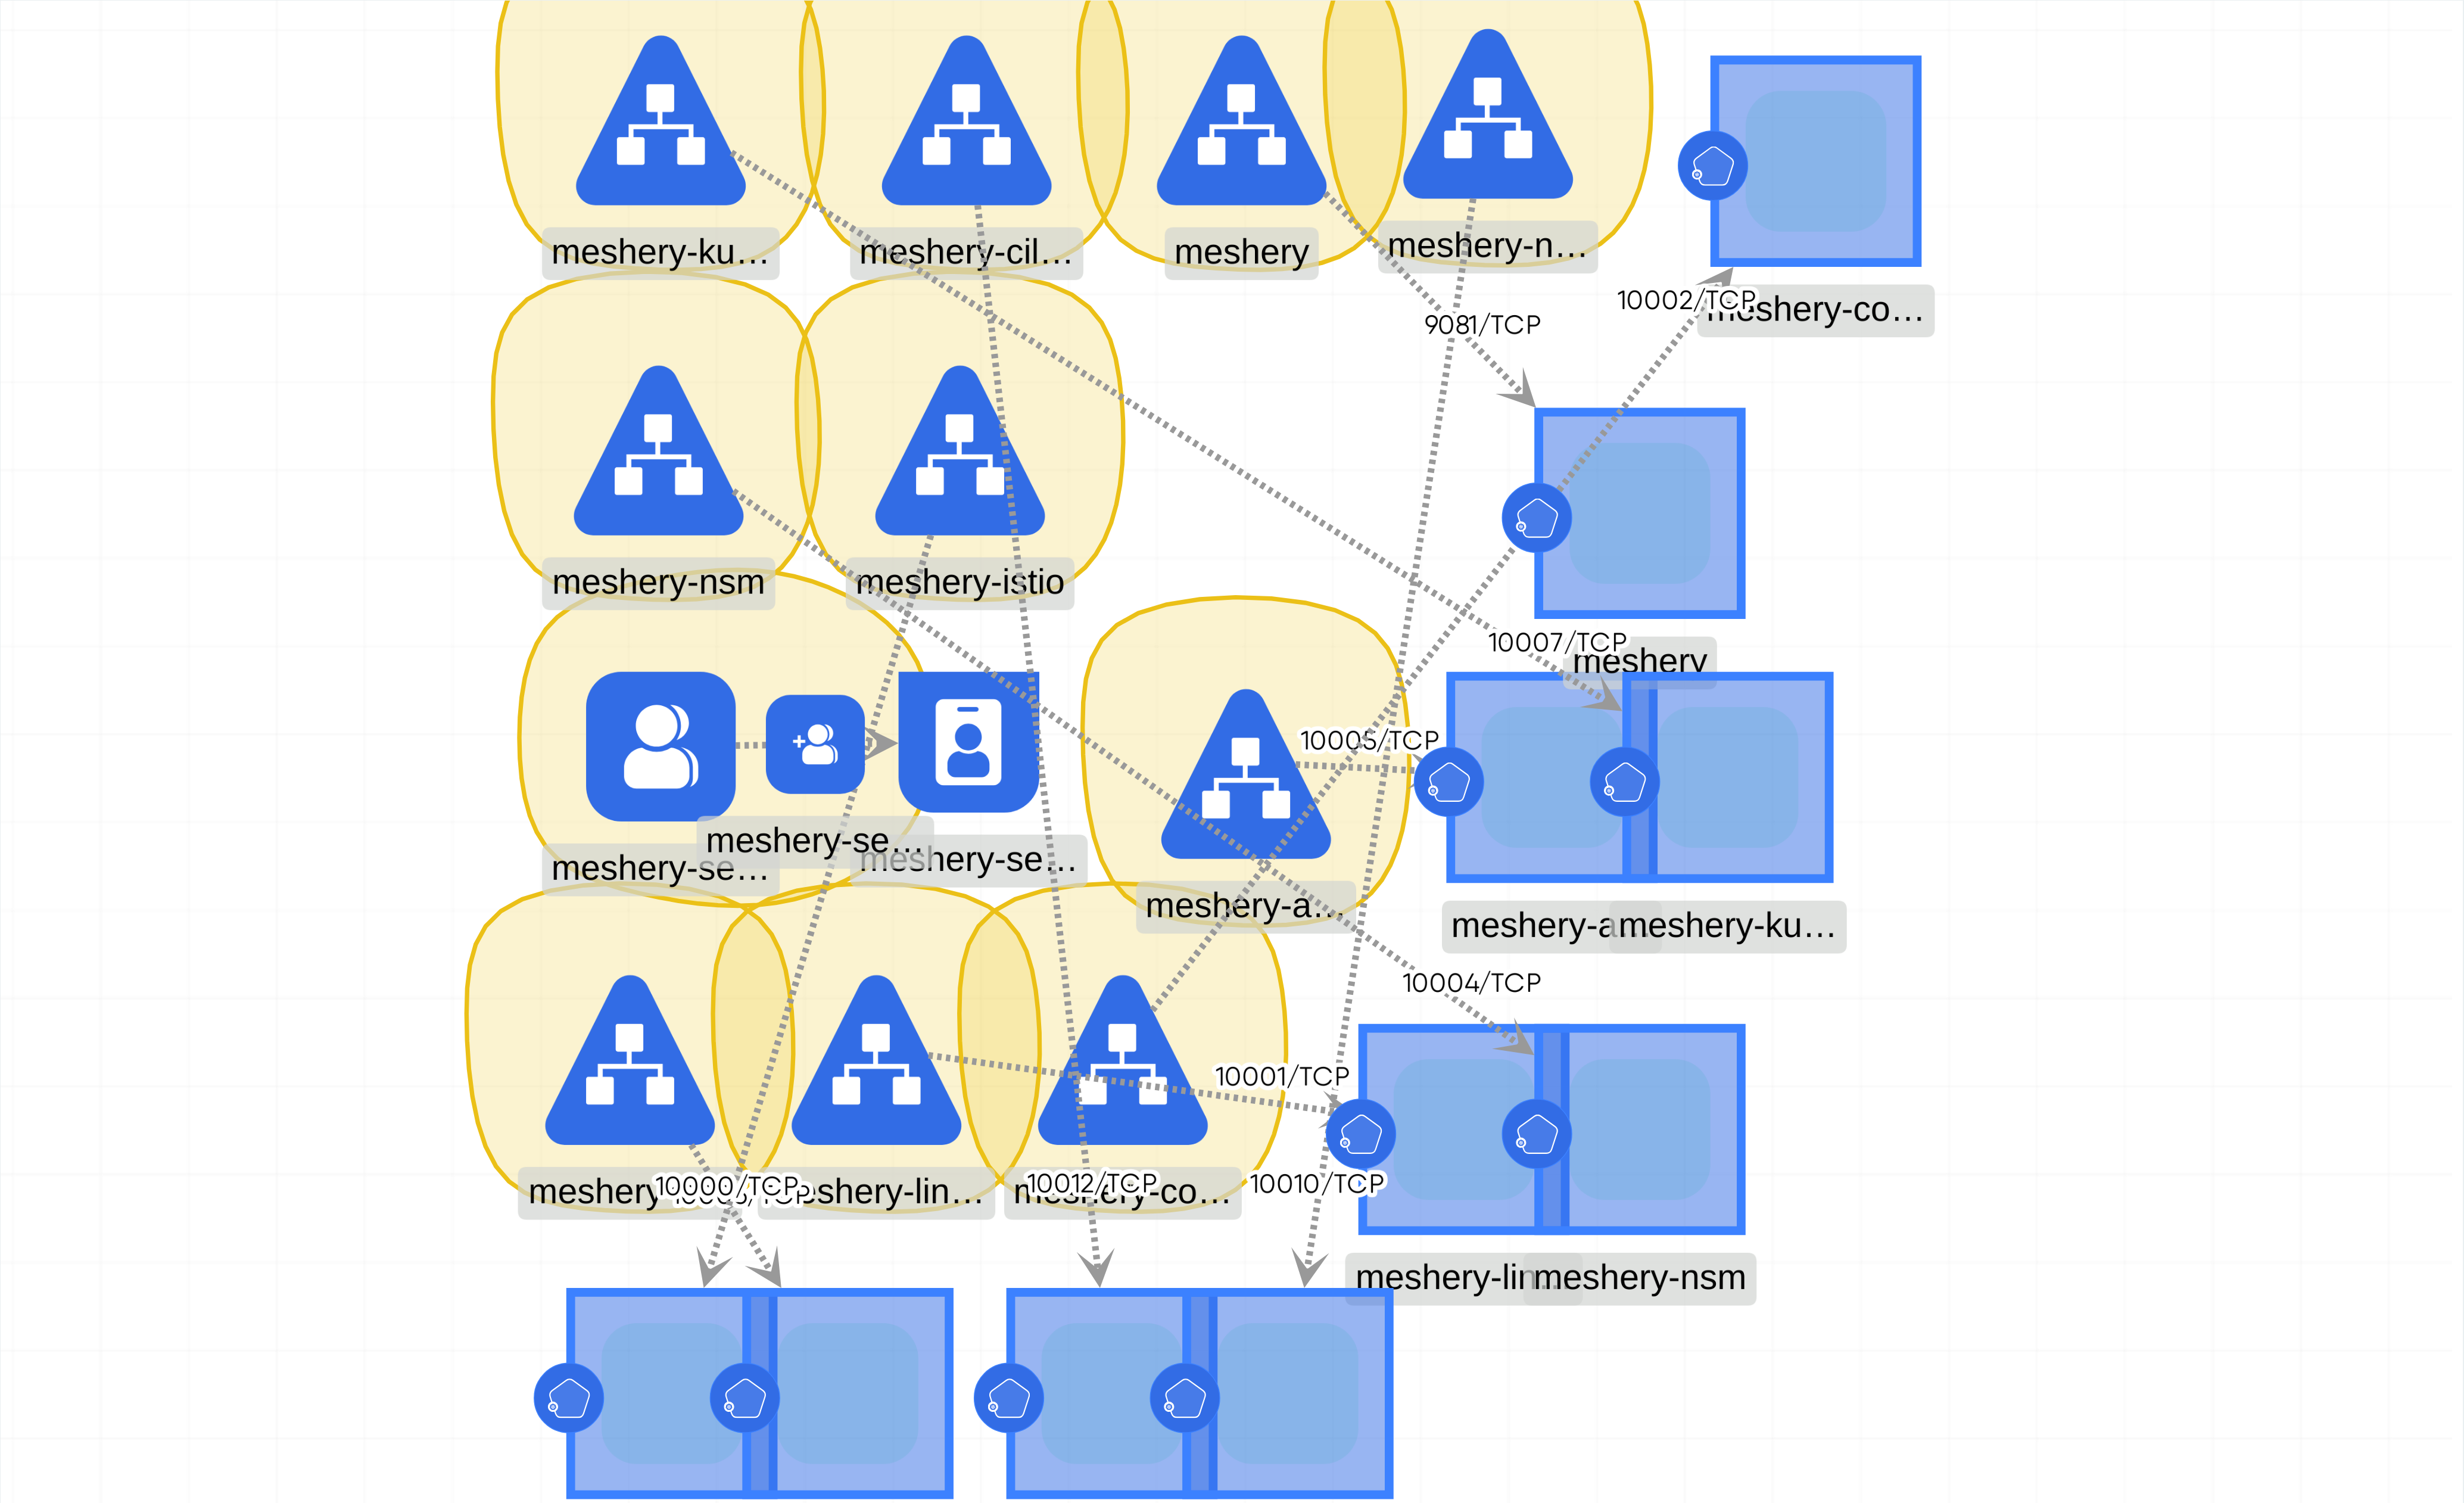 meshery-ku…
meshery-cil…
meshery
meshery-n…
10002/TCP
meshery-co…
9081/TCP
meshery-nsm
meshery-istio
10007/TCP
meshery
10005/TCP
meshery-se…
meshery-se…
meshery-se…
meshery-a…
meshery-a…
meshery-ku…
10004/TCP
10001/TCP
10000/TCP
meshery-lin…
10012/TCP
meshery-co…
10010/TCP
meshery-lin…
meshery-nsm